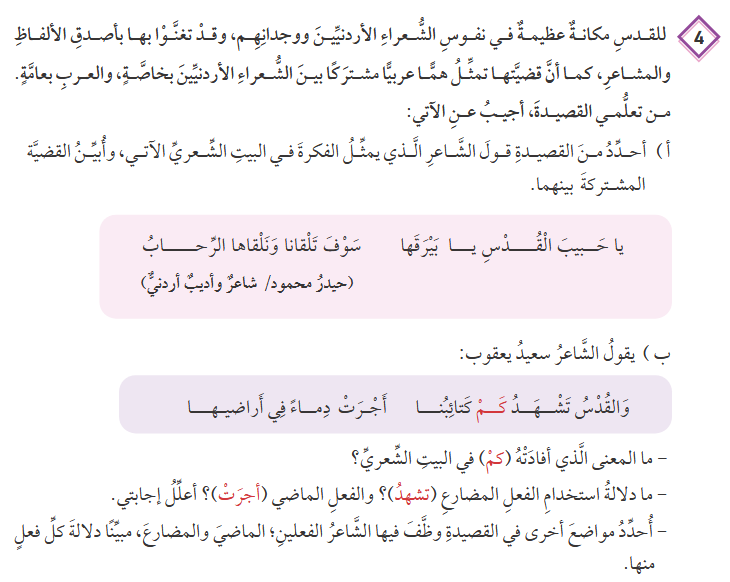 4
للقدسِ مكانةٌ عظيمةٌ في نفوسِ الشُّعراءِ الأردنيِّينَ ووجدانِهِم، وقدْ تغنَّوْا بها بأصدقِ الألفاظِ
والمشاعرِ، كما أنَّ قضيَّتها تمثِّلُ همًّا عربيًّا مشتركًا بينَ الشُّعراءِ الأردنيِّينَ بخاصَّةٍ، والعربِ بعامَّةٍ.
من تعلُّمي القصيدةَ، أجيبُ عنِ الآتي:
أ) أحدِّدُ منَ القصيدةِ قولَ الشَّاعرِ الَّذي يمثِّلُ الفكرةَ في البيتِ الشِّعريِّ الآتي، وأُبيِّنُ القضيَّة
المشتركةَ بينهما.
يا حَبيبَ الْقُدْسِ يا بَيْرَقَها سَوْفَ تَلْقانا وَنَلْقاها الرِّحابُ
(حيدرُ محمود/ شاعرٌ وأديبٌ أردنيٌّ)
ب) يقولُ الشَّاعرُ سعيدُ يعقوب:
وَالقُدْسُ تَشْهَدُ كَمْ كَتائِبُنا أَجْرَتْ دِماءً فِي أَراضيها
– ما المعنى الَّذي أفادَتْهُ (كمْ) في البيتِ الشِّعريِّ؟
– ما دلالةُ استخدامِ الفعلِ المضارعِ (تشهدُ)؟ والفعلِ الماضي (أجرَتْ)؟ أعلِّلُ إجابتي.
– أُحدِّدُ مواضعَ أخرى في القصيدةِ وظَّفَ فيها الشَّاعرُ الفعلينِ؛ الماضيَ والمضارعَ، مبيِّنًا دلالةَ كلِّ فعلٍ
منها.